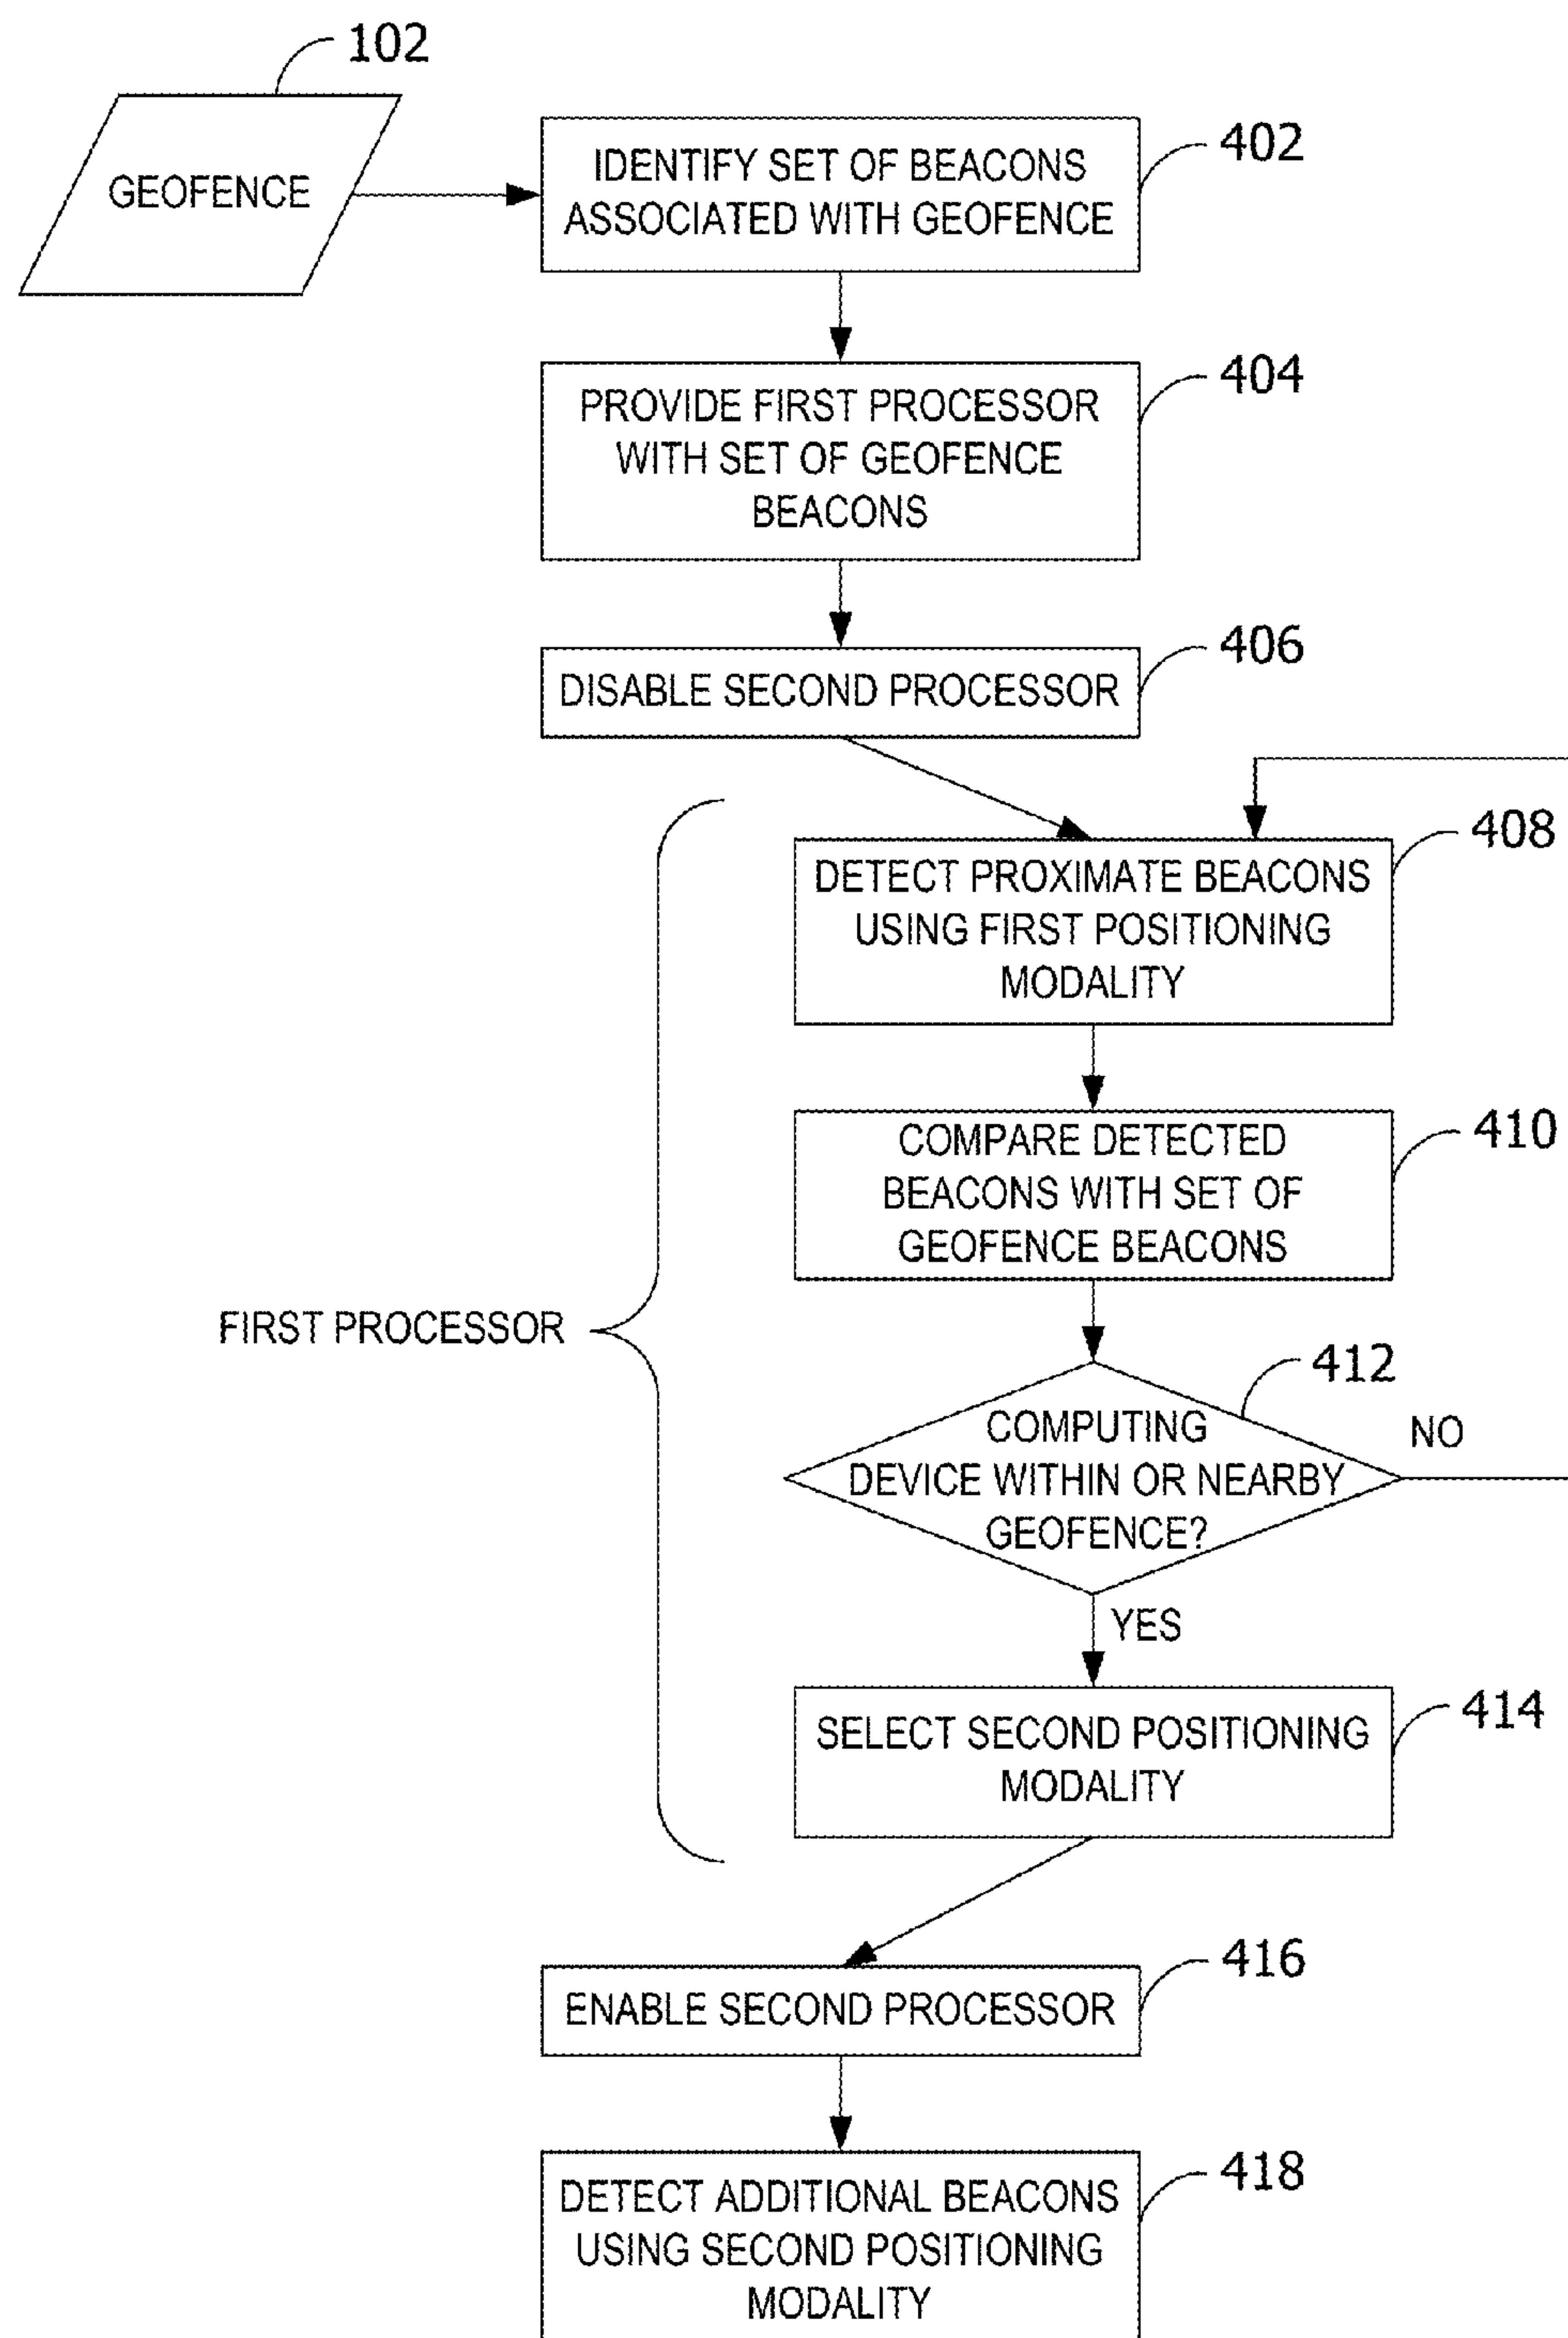 102
GEOFENCE
402
IDENTIFY SET OF BEACONS
ASSOCIATED WITH GEOFENCE
404
PROVIDE FIRST PROCESSOR
WITH SET OF GEOFENCE
BEACONS
406
DISABLE SECOND PROCESSOR
408
DETECT PROXIMATE BEACONS
USING FIRST POSITIONING
MODALITY
410
COMPARE DETECTED
BEACONS WITH SET OF
GEOFENCE BEACONS
FIRST PROCESSOR
412
COMPUTING
DEVICE WITHIN OR NEARBY
GEOFENCE?
NO
YES
414
SELECT SECOND POSITIONING
MODALITY
416
ENABLE SECOND PROCESSOR
418
DETECT ADDITIONAL BEACONS
USING SECOND POSITIONING
MODALITY